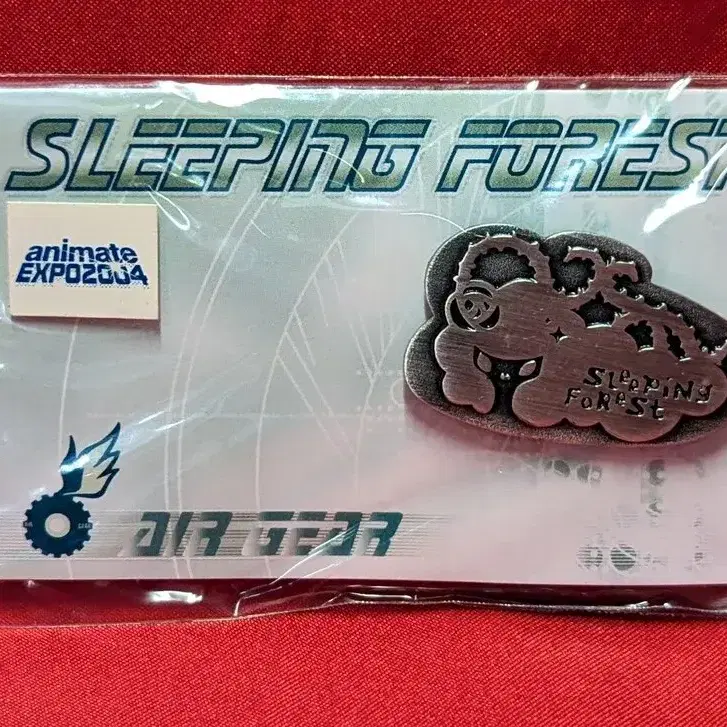 SLEEPING FOREST
animate
EXPO2004
SLEEPING
FOREST
AIR GEAR